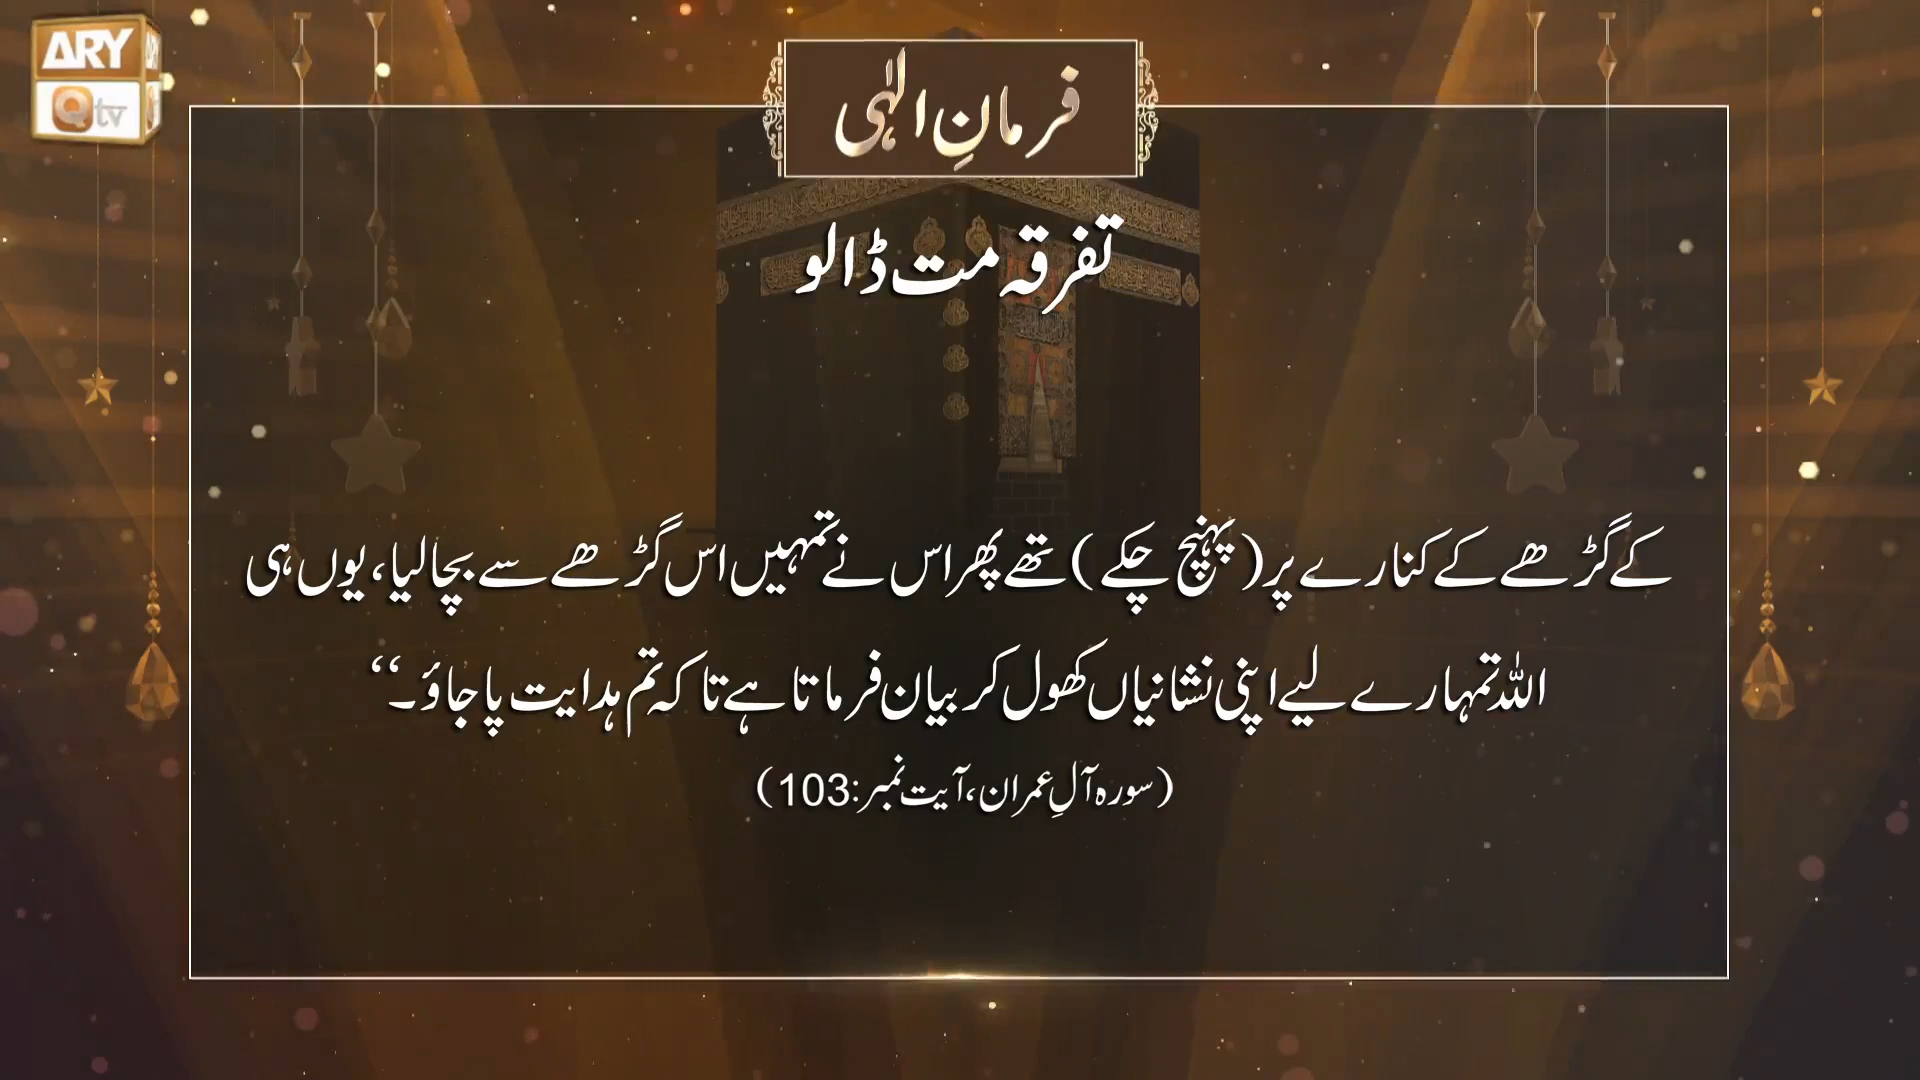 ARY
Qtv
فرمانِ الٰہی
تفرقہ مت ڈالو
کے گڑھے کے کنارے پر (پہنچ چکے) تھے پھر اس نے تمہیں اس گڑھے سے بچا لیا، یوں ہی
اللہ تمہارے لیے اپنی نشانیاں کھول کر بیان فرماتا ہے تاکہ تم ہدایت پا جاؤ۔‘‘
(سورہ آلِ عمران، آیت نمبر:103)